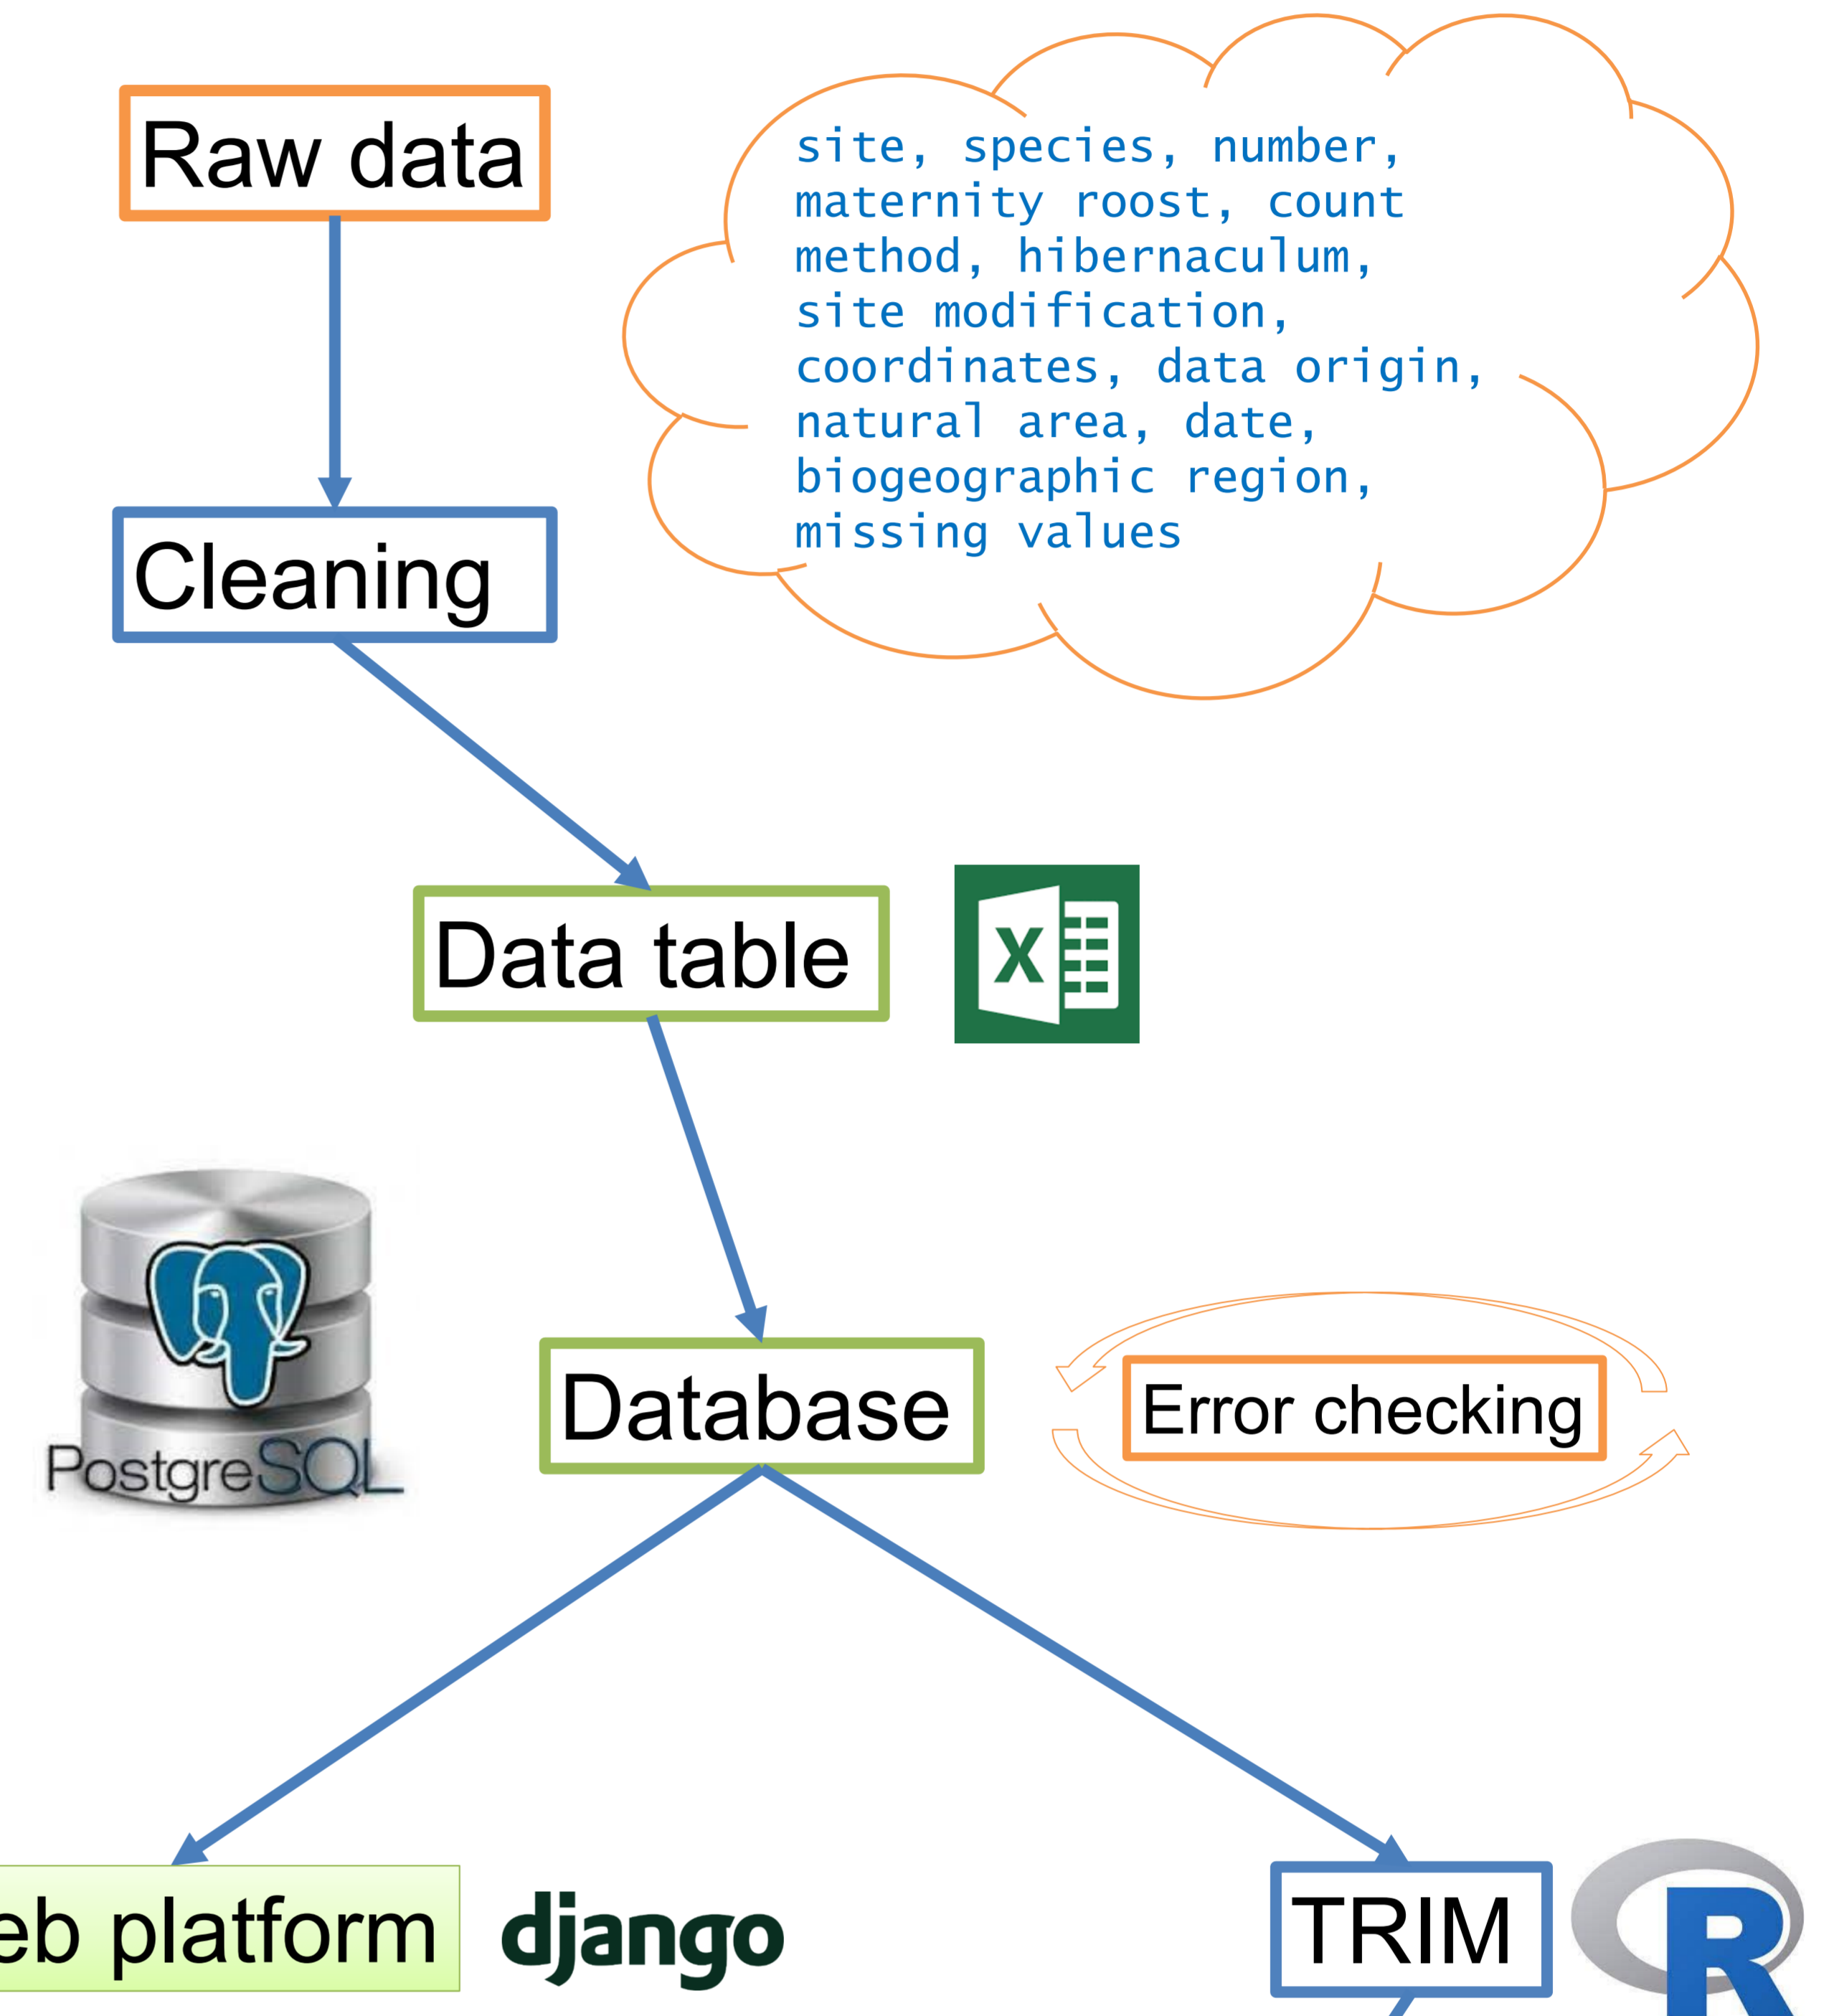 Raw data
site, species, number,
maternity roost, count
method, hibernaculum,
site modification,
coordinates, data origin,
natural area, date,
biogeographic region,
missing values
Cleaning
Data table
X
PostgreSQL
Database
Error checking
eb platform
django
TRIM
R